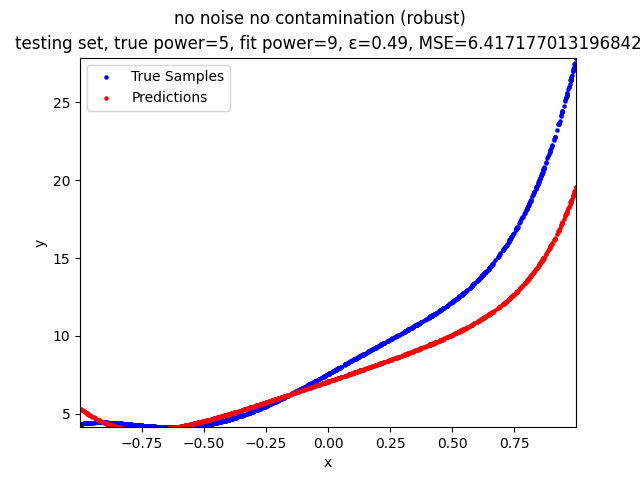 no noise no contamination (robust)
testing set, true power=5, fit power=9, ε=0.49, MSE=6.417177013196842
True Samples
Predictions
25
20
15
10
5
y
−0.75 −0.50 −0.25 0.00 0.25 0.50 0.75
x